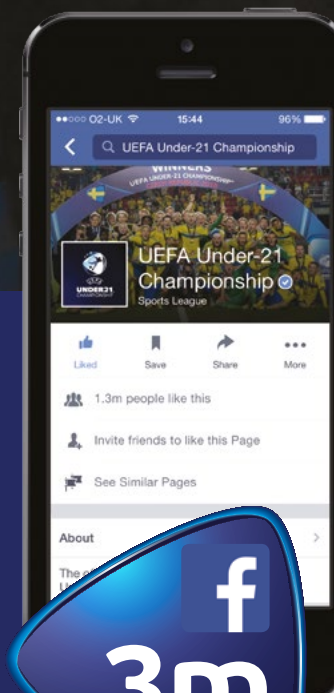 O2-UK 15:44 96%
UEFA Under-21 Championship
WINNERS
UEFA UNDER-21 CHAMPIONSHIP
UNDER21
CHAMPIONSHIP
UEFA Under-21
Championship
Sports League
Liked Save Share More
1.3m people like this
Invite friends to like this Page
See Similar Pages
About
The
f
3m